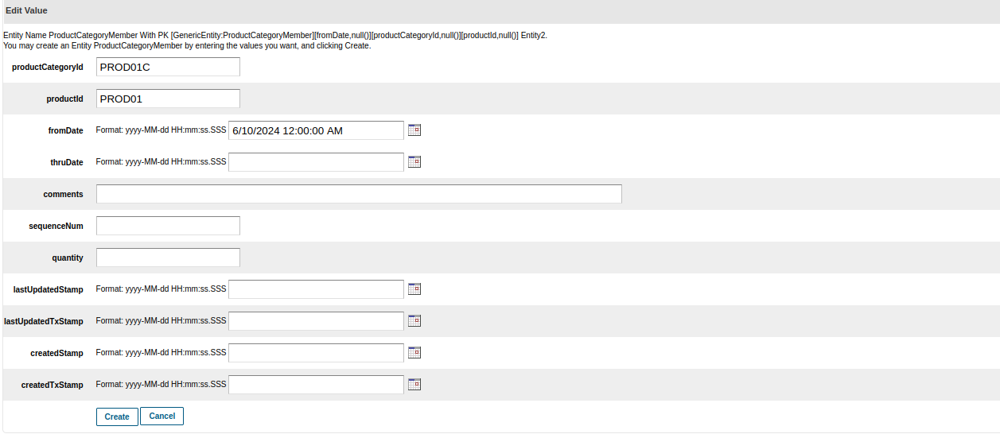 Edit Value
Entity Name ProductCategoryMember With PK [GenericEntity:ProductCategoryMember][fromDate,null()][productCategoryId,null()][productId,null()] Entity2.
You may create an Entity ProductCategoryMember by entering the values you want, and clicking Create.
productCategoryId PROD01C
productId PROD01
fromDate Format: yyyy-MM-dd HH:mm:ss.SSS 6/10/2024 12:00:00 AM
thruDate Format: yyyy-MM-dd HH:mm:ss.SSS
comments
sequenceNum
quantity
lastUpdatedStamp Format: yyyy-MM-dd HH:mm:ss.SSS
lastUpdatedTxStamp Format: yyyy-MM-dd HH:mm:ss.SSS
createdStamp Format: yyyy-MM-dd HH:mm:ss.SSS
createdTxStamp Format: yyyy-MM-dd HH:mm:ss.SSS
Create Cancel